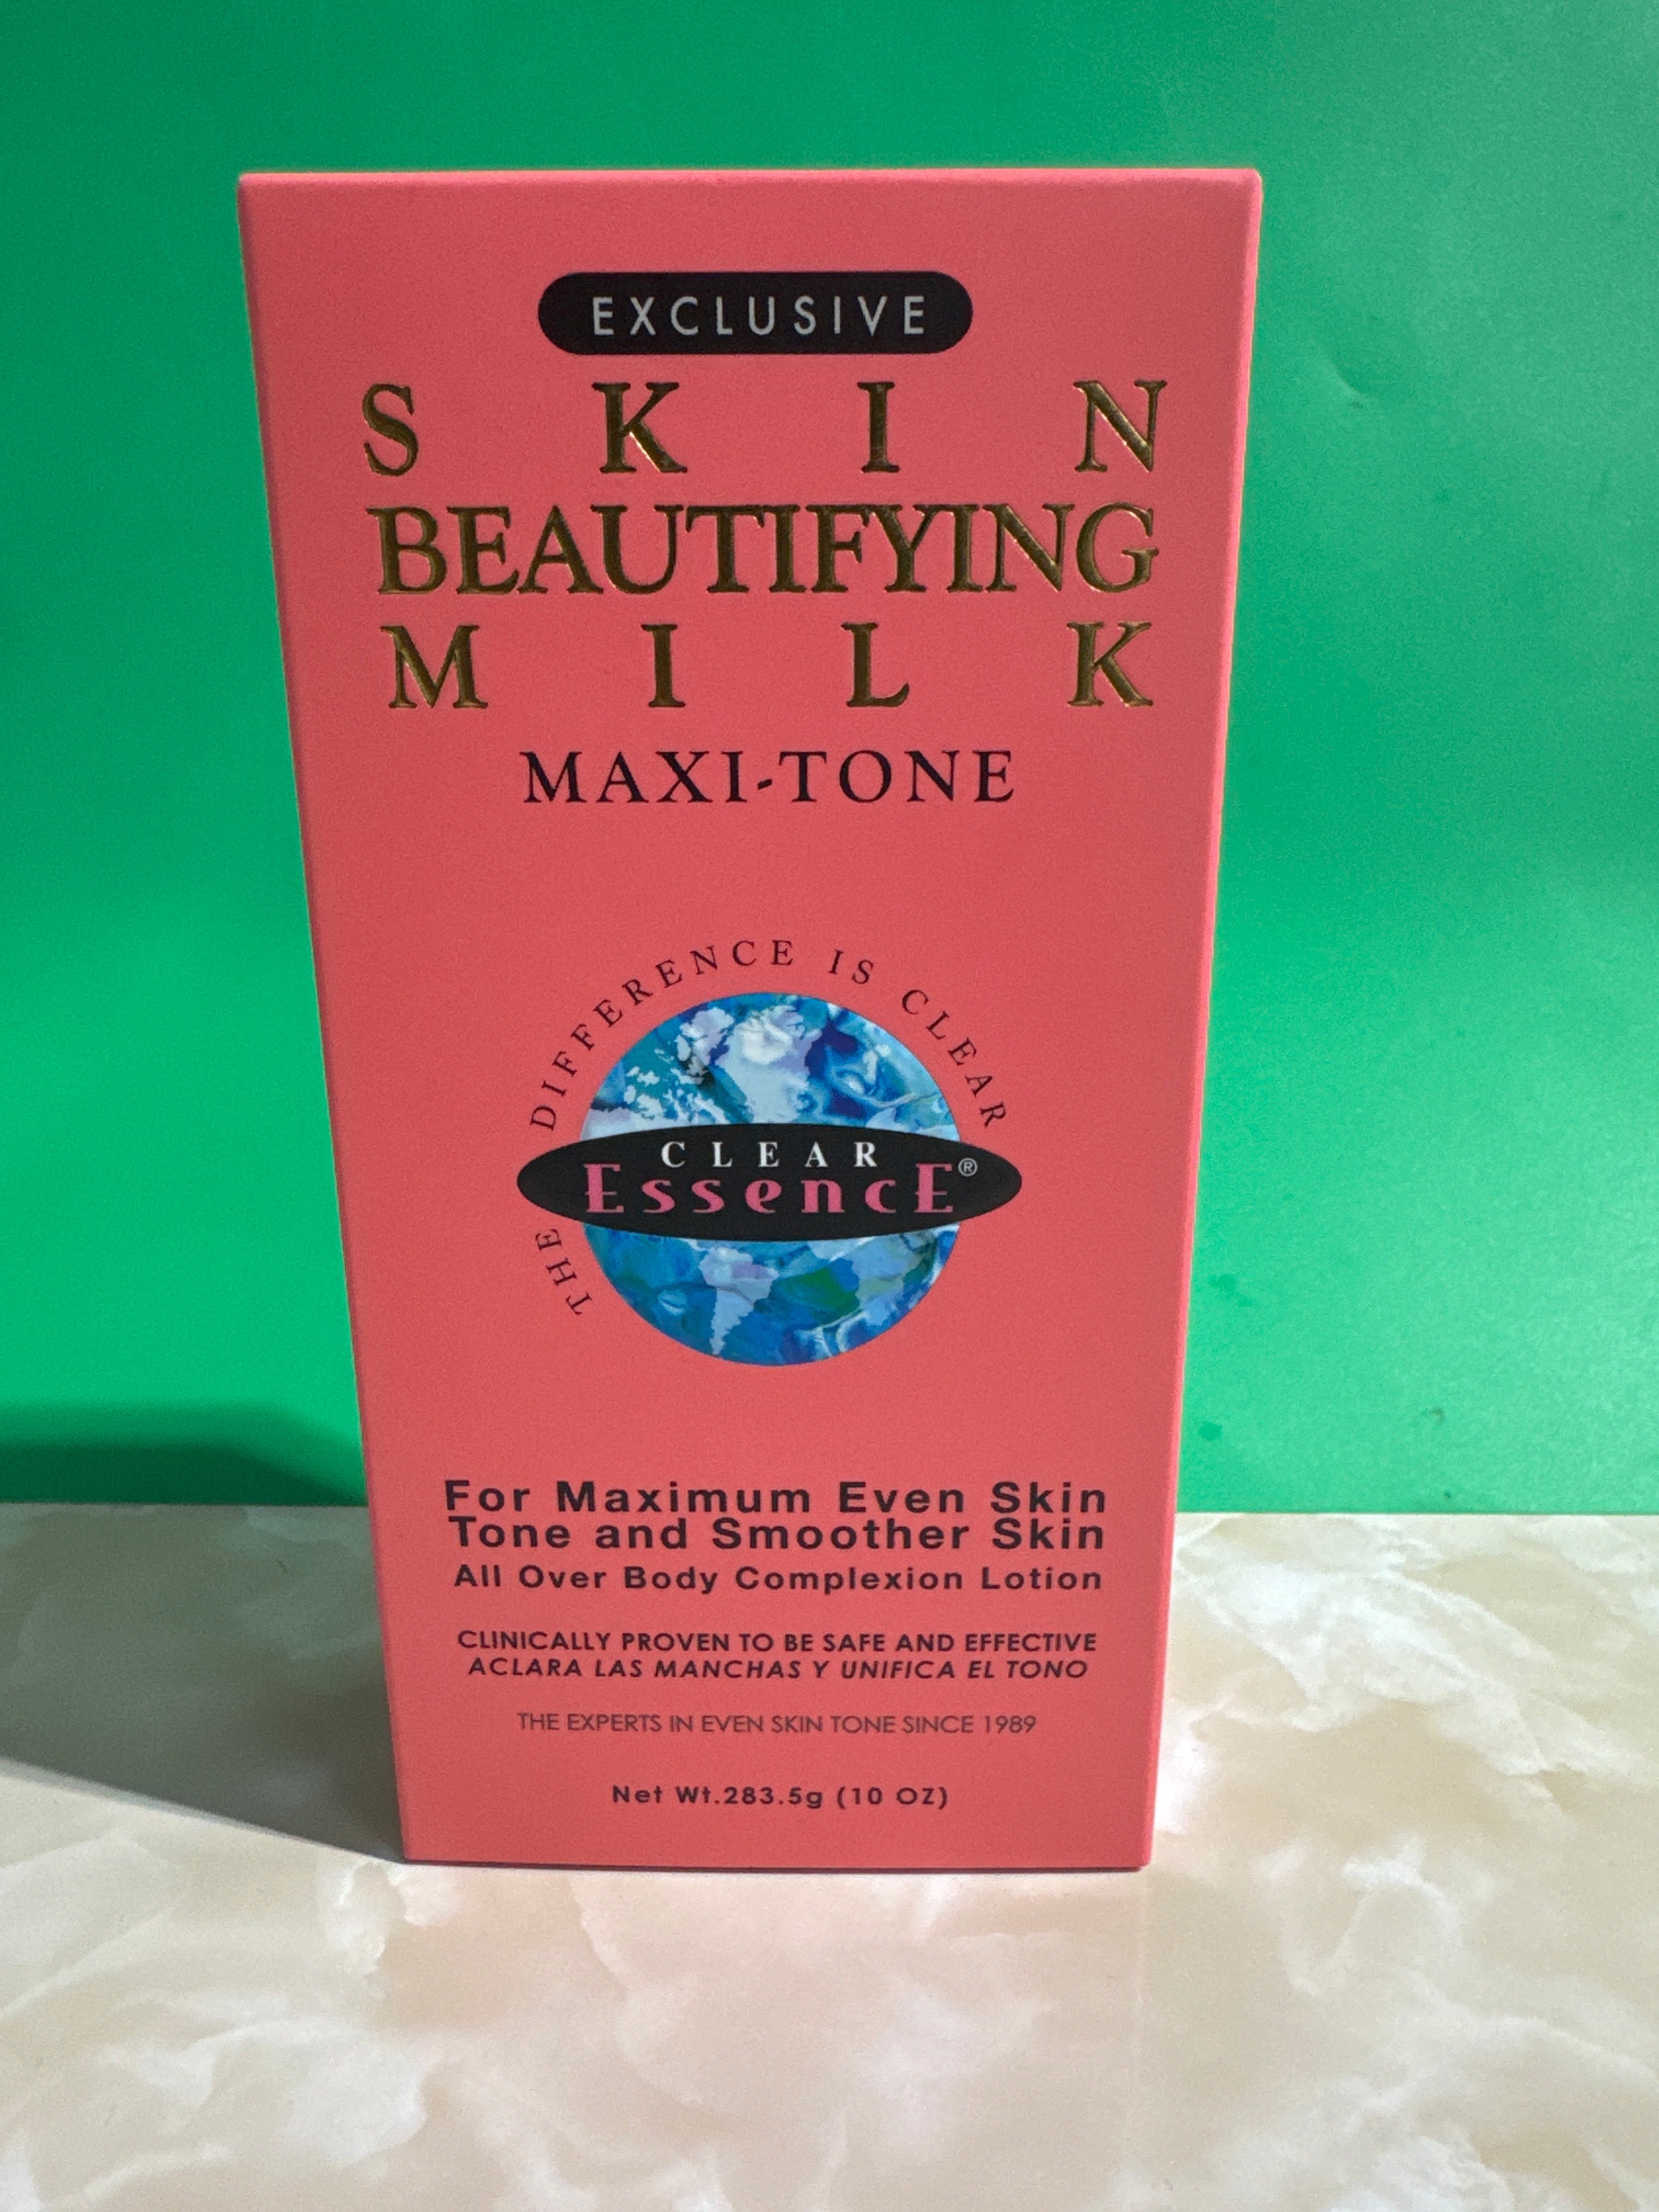 EXCLUSIVE
SKIN
BEAUTIFYING
MILK
MAXI-TONE
THE DIFFERENCE IS CLEAR
CLEAR
EssencE®
For Maximum Even Skin
Tone and Smoother Skin
All Over Body Complexion Lotion
CLINICALLY PROVEN TO BE SAFE AND EFFECTIVE
ACLARA LAS MANCHAS Y UNIFICA EL TONO
THE EXPERTS IN EVEN SKIN TONE SINCE 1989
Net Wt.283.5g (10 OZ)